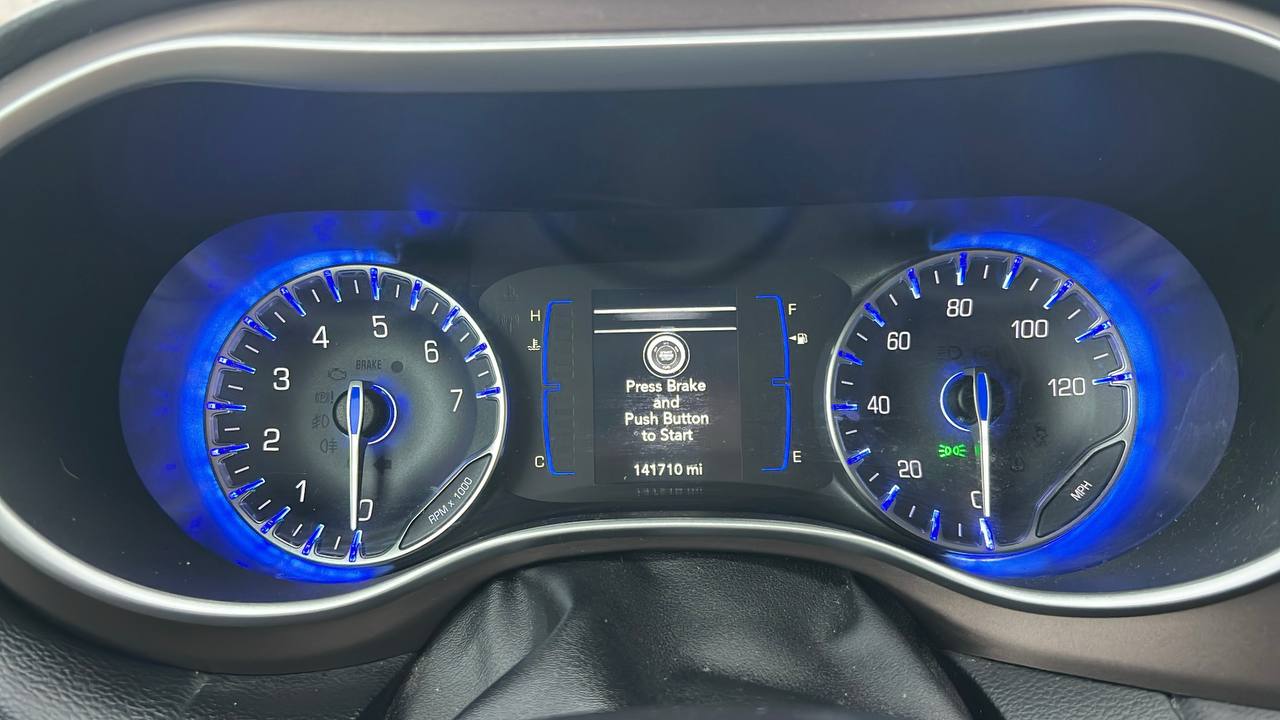 0
1
2
3
4
5
6
7
BRAKE
RPM x 1000
H
C
Press Brake
and
Push Button
to Start
141710 mi
F
E
0
20
40
60
80
100
120
MPH